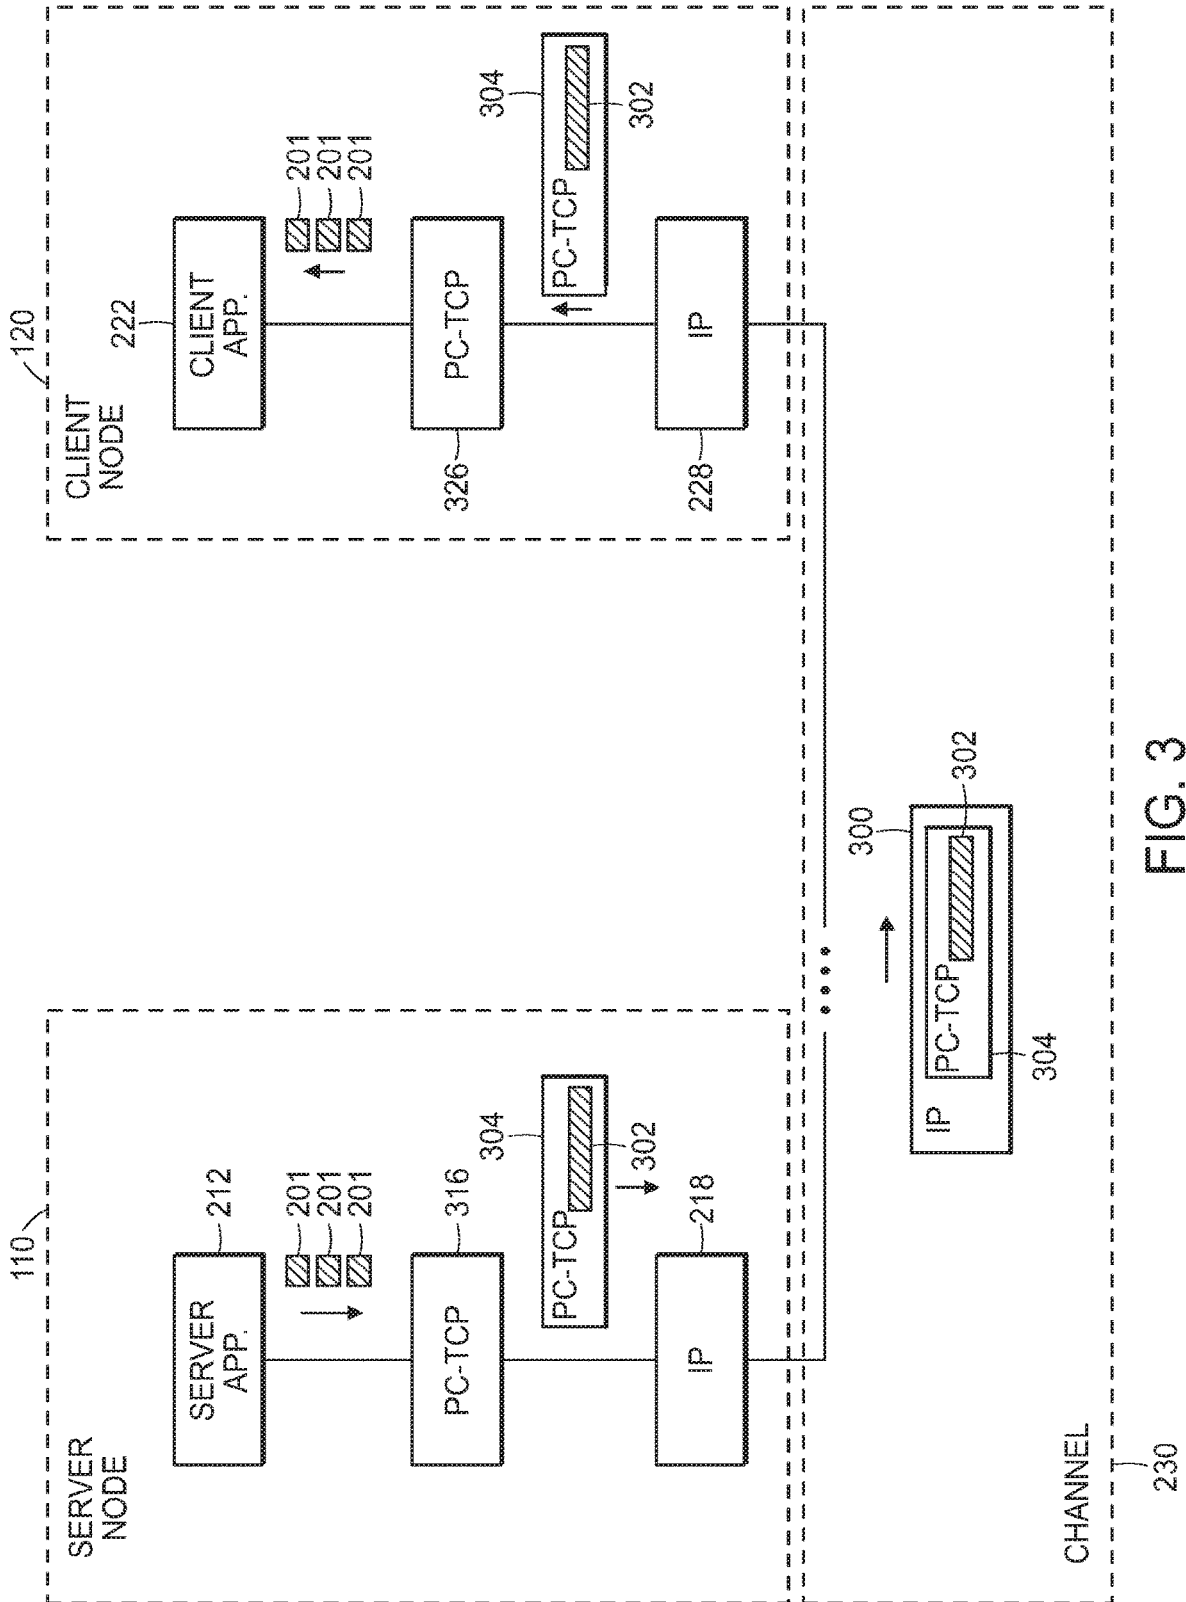 110
SERVER
NODE
SERVER
APP.
212
201
201
201
PC-TCP
316
PC-TCP
304
302
IP
218
120
CLIENT
NODE
222
CLIENT
APP.
201
201
201
PC-TCP
326
PC-TCP
304
302
IP
228
300
IP
PC-TCP
302
304
CHANNEL
230
FIG. 3